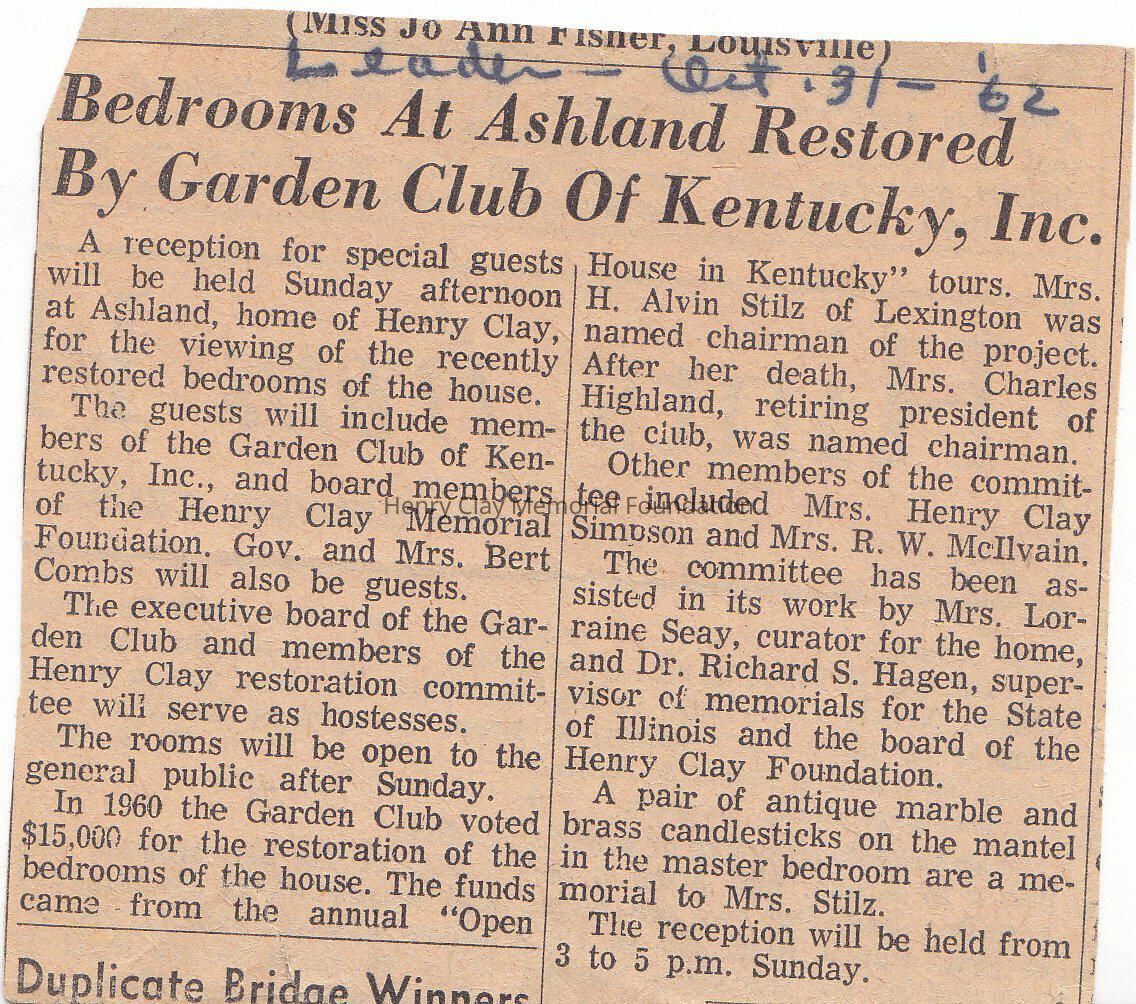 (Miss Jo Ann Fisher, Louisville)
Leader - Oct. 31 - '62
Bedrooms At Ashland Restored
By Garden Club Of Kentucky, Inc.
A reception for special guests
will be held Sunday afternoon
at Ashland, home of Henry Clay,
for the viewing of the recently
restored bedrooms of the house.
The guests will include mem-
bers of the Garden Club of Ken-
tucky, Inc., and board members
of the Henry Clay Memorial
Foundation. Gov. and Mrs. Bert
Combs will also be guests.
The executive board of the Gar-
den Club and members of the
Henry Clay restoration commit-
tee will serve as hostesses.
The rooms will be open to the
general public after Sunday.
In 1960 the Garden Club voted
$15,000 for the restoration of the
bedrooms of the house. The funds
came from the annual "Open
House in Kentucky" tours. Mrs.
H. Alvin Stilz of Lexington was
named chairman of the project.
After her death, Mrs. Charles
Highland, retiring president of
the club, was named chairman.
Other members of the commit-
tee included Mrs. Henry Clay
Simpson and Mrs. R. W. McIlvain.
The committee has been as-
sisted in its work by Mrs. Lor-
raine Seay, curator for the home,
and Dr. Richard S. Hagen, super-
visor of memorials for the State
of Illinois and the board of the
Henry Clay Foundation.
A pair of antique marble and
brass candlesticks on the mantel
in the master bedroom are a me-
morial to Mrs. Stilz.
The reception will be held from
3 to 5 p.m. Sunday.
Duplicate Bridge Winners
Henry Clay Memorial Foundation